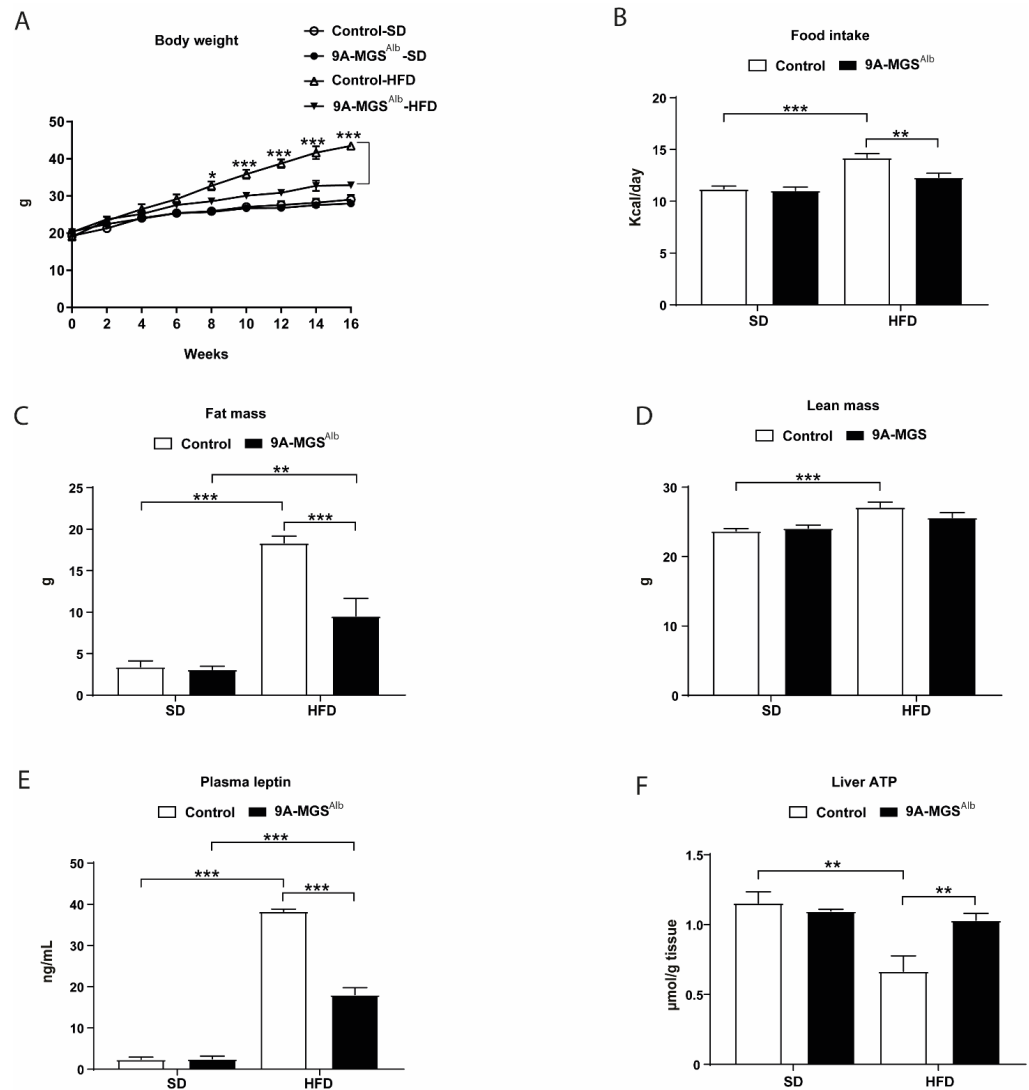 A
Body weight
Control-SD
9A-MGSAlb-SD
Control-HFD
9A-MGSAlb-HFD
50
40
30
20
10
0
g
* *** *** *** ***
0 2 4 6 8 10 12 14 16
Weeks
B
Food intake
Control 9A-MGSAlb
20
15
10
5
0
Kcal/day
***
**
SD HFD
C
Fat mass
Control 9A-MGSAlb
25
20
15
10
5
0
g
**
***
***
SD HFD
D
Lean mass
Control 9A-MGS
30
20
10
0
g
***
SD HFD
E
Plasma leptin
Control 9A-MGSAlb
50
40
30
20
10
0
ng/mL
***
***
***
SD HFD
F
Liver ATP
Control 9A-MGSAlb
1.5
1.0
0.5
0
µmol/g tissue
**
**
SD HFD